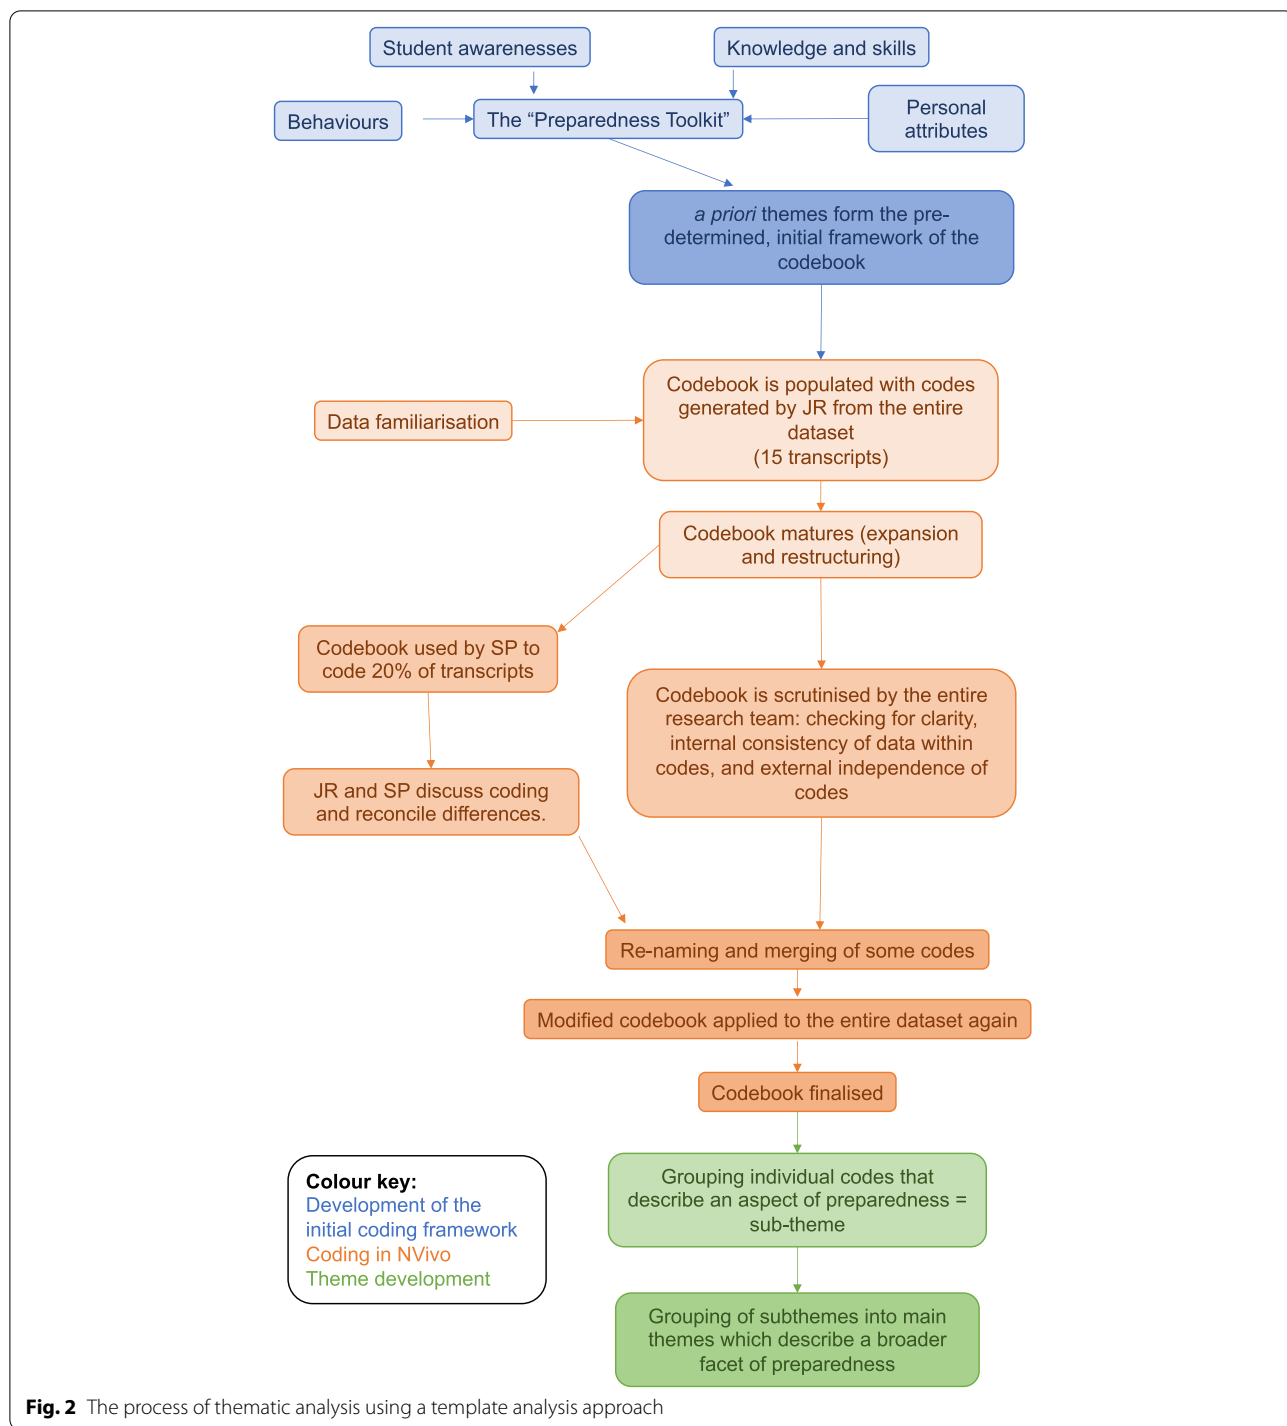 Student awarenesses
Knowledge and skills
Behaviours
The “Preparedness Toolkit”
Personal
attributes
a priori themes form the pre-
determined, initial framework of the
codebook
Data familiarisation
Codebook is populated with codes
generated by JR from the entire
dataset
(15 transcripts)
Codebook matures (expansion
and restructuring)
Codebook used by SP to
code 20% of transcripts
Codebook is scrutinised by the entire
research team: checking for clarity,
internal consistency of data within
codes, and external independence of
codes
JR and SP discuss coding
and reconcile differences.
Re-naming and merging of some codes
Modified codebook applied to the entire dataset again
Codebook finalised
Grouping individual codes that
describe an aspect of preparedness =
sub-theme
Colour key:
Development of the
initial coding framework
Coding in NVivo
Theme development
Grouping of subthemes into main
themes which describe a broader
facet of preparedness
Fig. 2 The process of thematic analysis using a template analysis approach